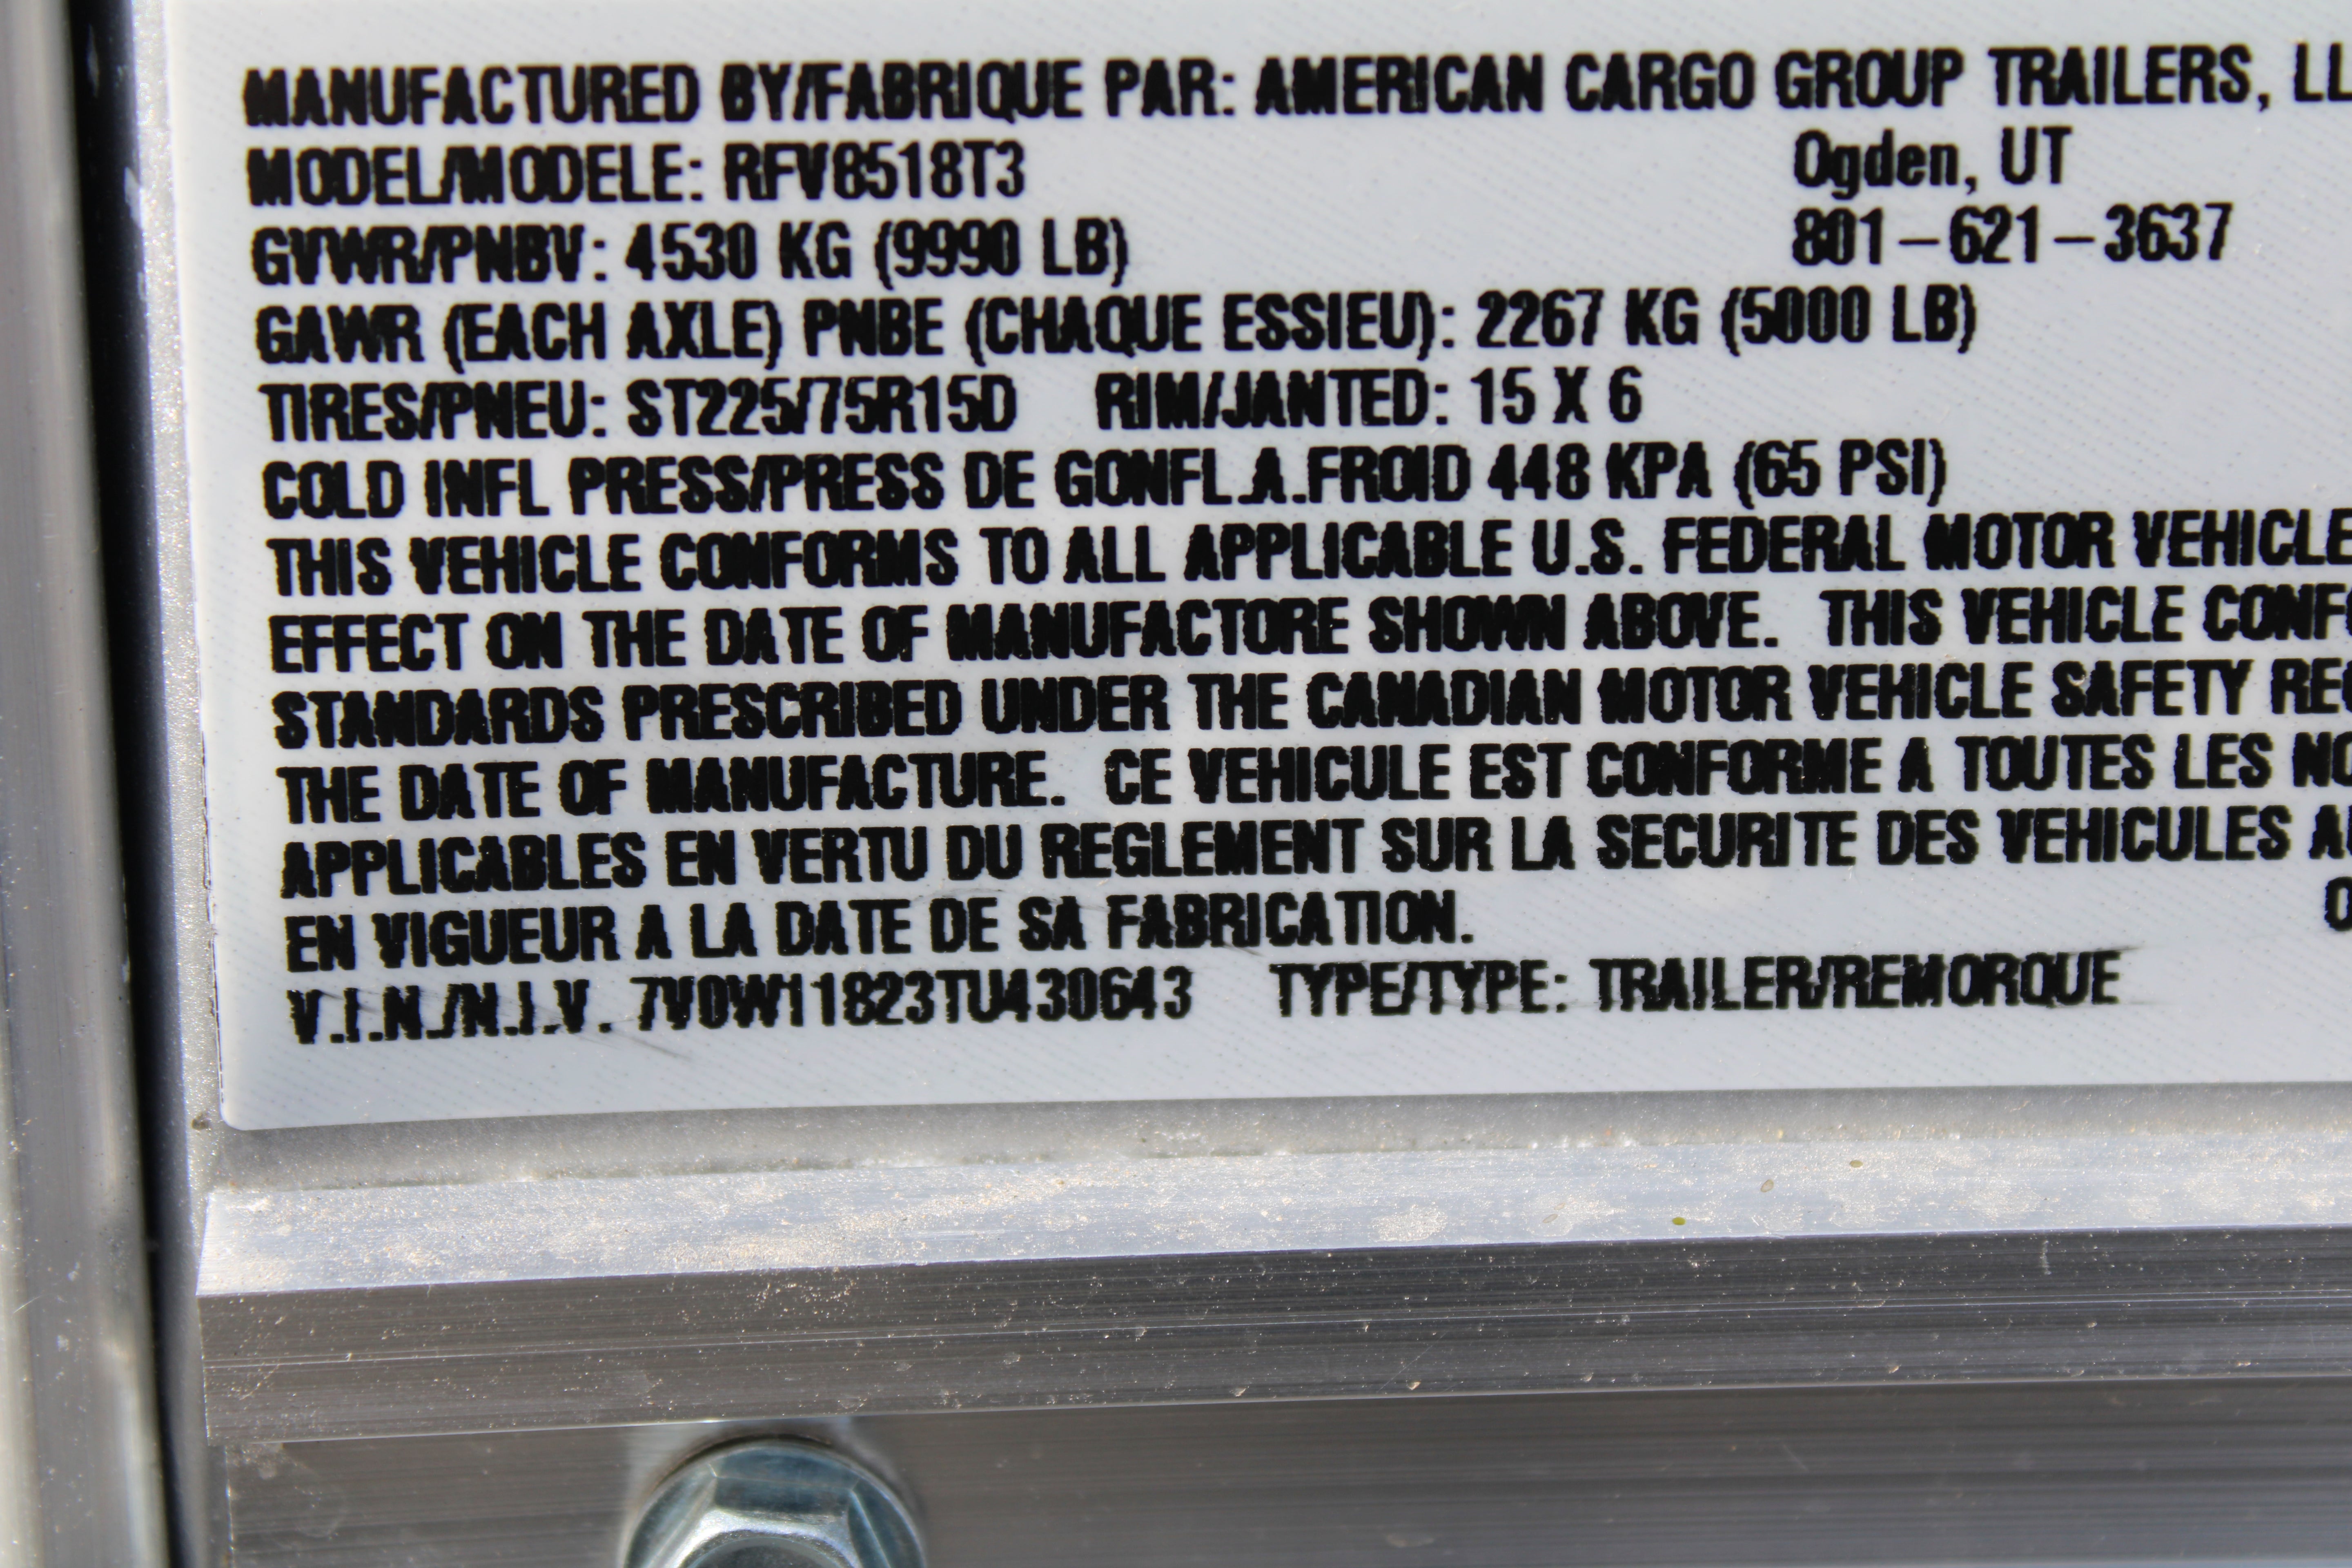 MANUFACTURED BY/FABRIQUE PAR: AMERICAN CARGO GROUP TRAILERS, LL
MODEL/MODELE: RFV8518T3 Ogden, UT
GVWR/PNBV: 4530 KG (9990 LB) 801-621-3637
GAWR (EACH AXLE) PNBE (CHAQUE ESSIEU): 2267 KG (5000 LB)
TIRES/PNEU: ST225/75R15D RIM/JANTED: 15 X 6
COLD INFL PRESS/PRESS DE GONFL.A.FROID 448 KPA (65 PSI)
THIS VEHICLE CONFORMS TO ALL APPLICABLE U.S. FEDERAL MOTOR VEHICLE
EFFECT ON THE DATE OF MANUFACTORE SHOWN ABOVE. THIS VEHICLE CONF
STANDARDS PRESCRIBED UNDER THE CANADIAN MOTOR VEHICLE SAFETY REG
THE DATE OF MANUFACTURE. CE VEHICULE EST CONFORME A TOUTES LES NO
APPLICABLES EN VERTU DU REGLEMENT SUR LA SECURITE DES VEHICULES AU
EN VIGUEUR A LA DATE DE SA FABRICATION.
V.I.N./N.I.V. 7V0W11823TU430643 TYPE/TYPE: TRAILER/REMORQUE